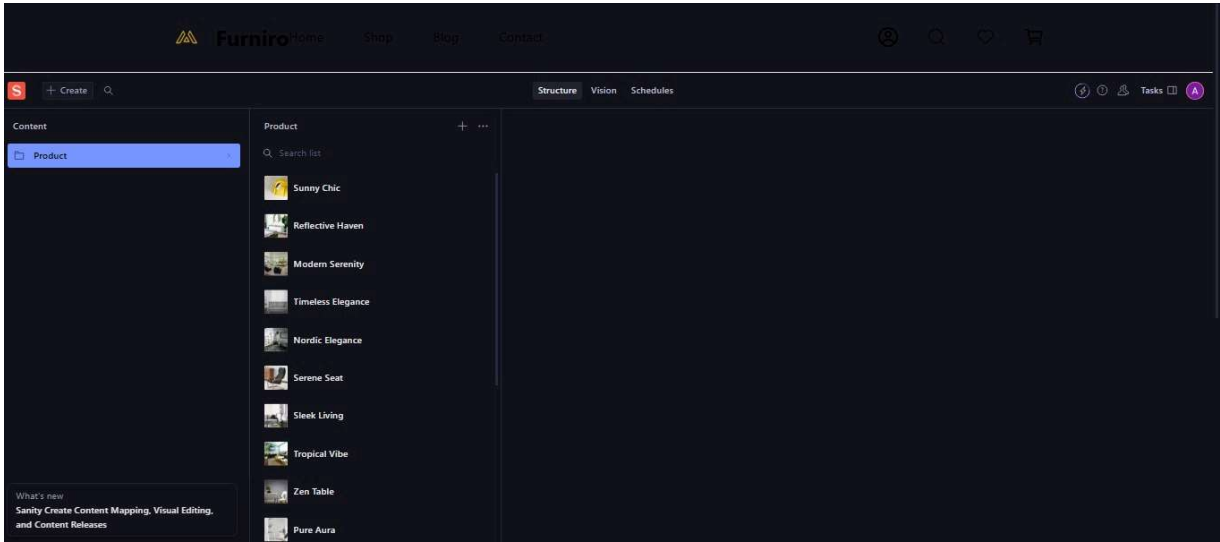 Furniro Home Shop Blog Contact
S + Create Structure Vision Schedules Tasks A
Content
Product
Product
Search list
Sunny Chic
Reflective Haven
Modern Serenity
Timeless Elegance
Nordic Elegance
Serene Seat
Sleek Living
Tropical Vibe
Zen Table
Pure Aura
What's new
Sanity Create Content Mapping, Visual Editing,
and Content Releases